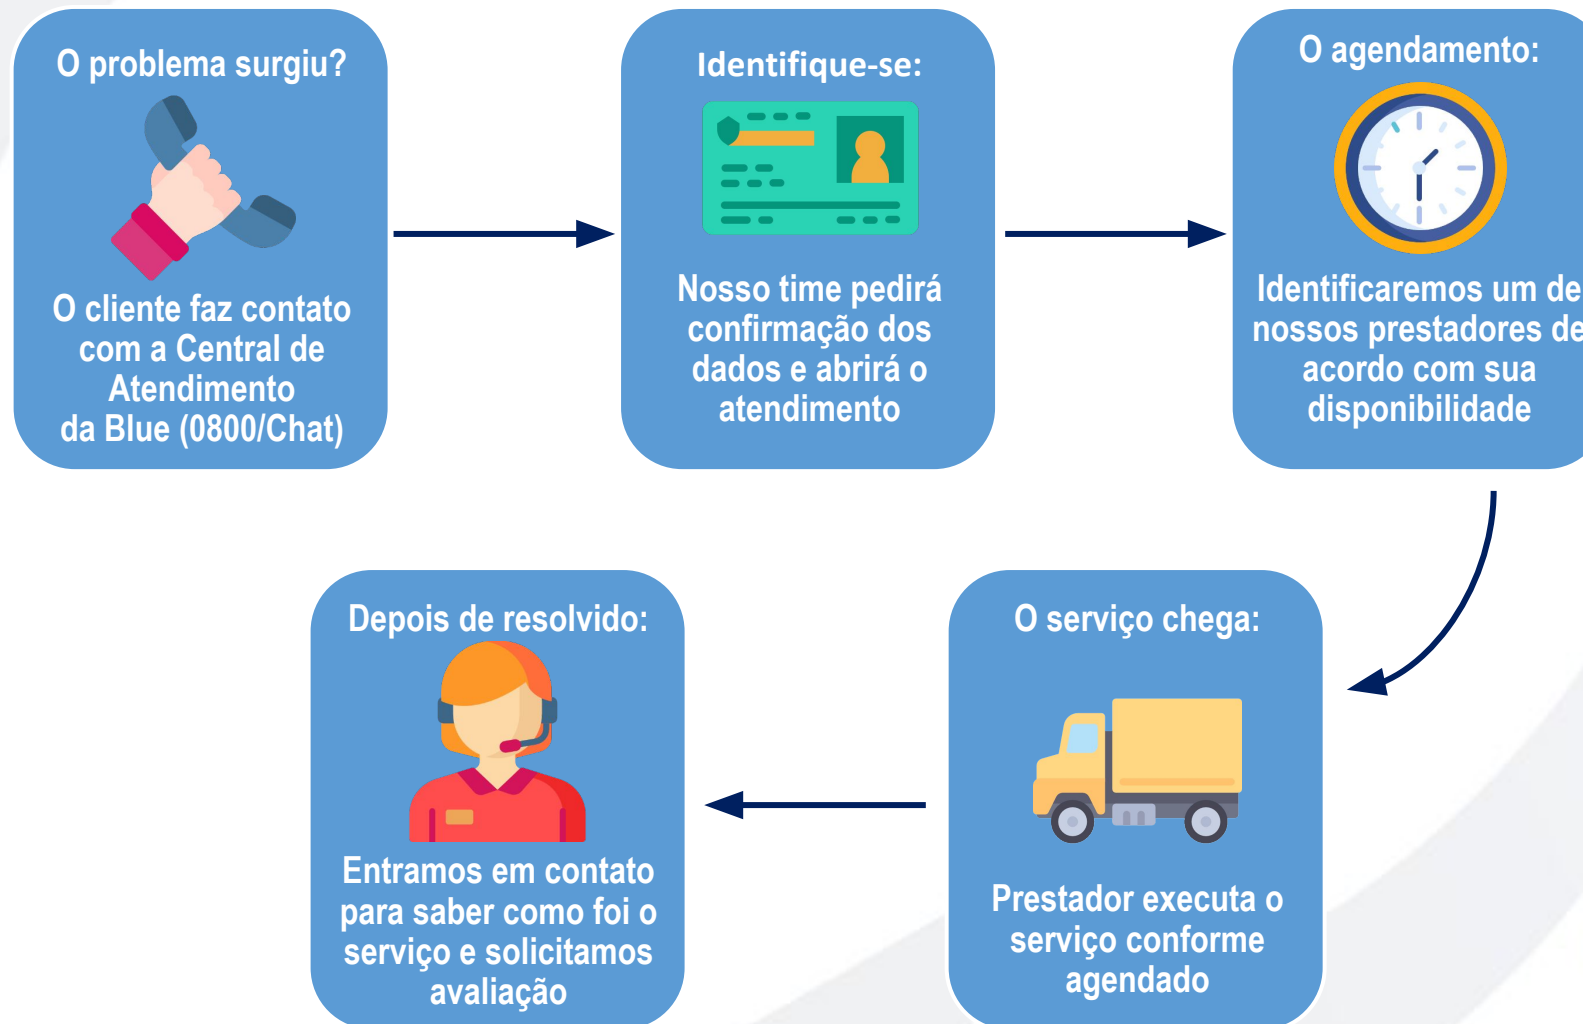 O problema surgiu?
O cliente faz contato
com a Central de
Atendimento
da Blue (0800/Chat)
Identifique-se:
Nosso time pedirá
confirmação dos
dados e abrirá o
atendimento
O agendamento:
Identificaremos um de
nossos prestadores de
acordo com sua
disponibilidade
O serviço chega:
Prestador executa o
serviço conforme
agendado
Depois de resolvido:
Entramos em contato
para saber como foi o
serviço e solicitamos
avaliação